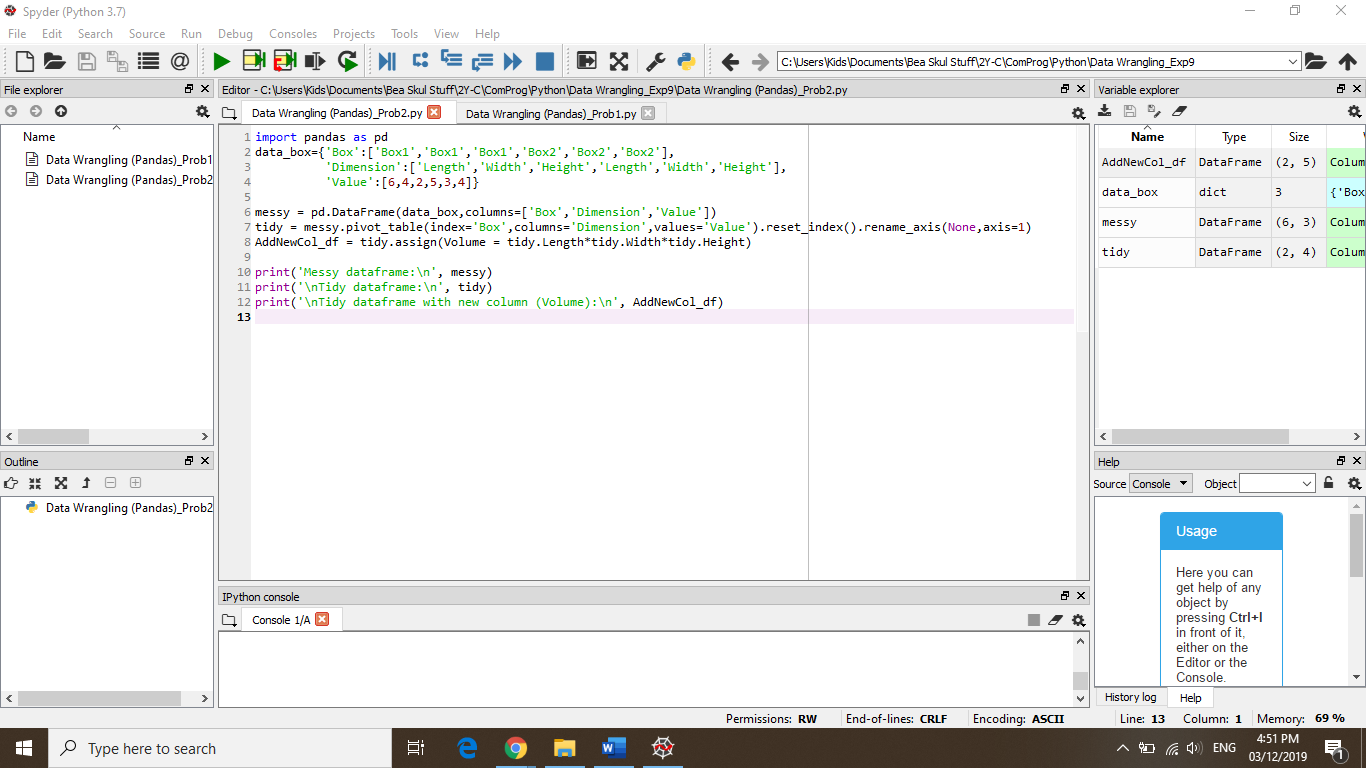 Spyder (Python 3.7)
File Edit Search Source Run Debug Consoles Projects Tools View Help
C:\Users\Kids\Documents\Bea Skul Stuff\2Y-C\ComProg\Python\Data Wrangling_Exp9
File explorer
Name
Data Wrangling (Pandas)_Prob1
Data Wrangling (Pandas)_Prob2
Outline
Data Wrangling (Pandas)_Prob2
Editor - C:\Users\Kids\Documents\Bea Skul Stuff\2Y-C\ComProg\Python\Data Wrangling_Exp9\Data Wrangling (Pandas)_Prob2.py
Data Wrangling (Pandas)_Prob2.py Data Wrangling (Pandas)_Prob1.py
1 import pandas as pd
2 data_box={'Box':['Box1','Box1','Box1','Box2','Box2','Box2'],
3 'Dimension':['Length','Width','Height','Length','Width','Height'],
4 'Value':[6,4,2,5,3,4]}
5
6 messy = pd.DataFrame(data_box,columns=['Box','Dimension','Value'])
7 tidy = messy.pivot_table(index='Box',columns='Dimension',values='Value').reset_index().rename_axis(None,axis=1)
8 AddNewCol_df = tidy.assign(Volume = tidy.Length*tidy.Width*tidy.Height)
9
10 print('Messy dataframe:\n', messy)
11 print('\nTidy dataframe:\n', tidy)
12 print('\nTidy dataframe with new column (Volume):\n', AddNewCol_df)
13
IPython console
Console 1/A
Variable explorer
Name Type Size
AddNewCol_df DataFrame (2, 5) Colum
data_box dict 3 {'Box
messy DataFrame (6, 3) Colum
tidy DataFrame (2, 4) Colum
Help
Source Console Object
Usage
Here you can
get help of any
object by
pressing Ctrl+I
in front of it,
either on the
Editor or the
Console.
History log Help
Permissions: RW End-of-lines: CRLF Encoding: ASCII Line: 13 Column: 1 Memory: 69 %
Type here to search
ENG
4:51 PM
03/12/2019
1